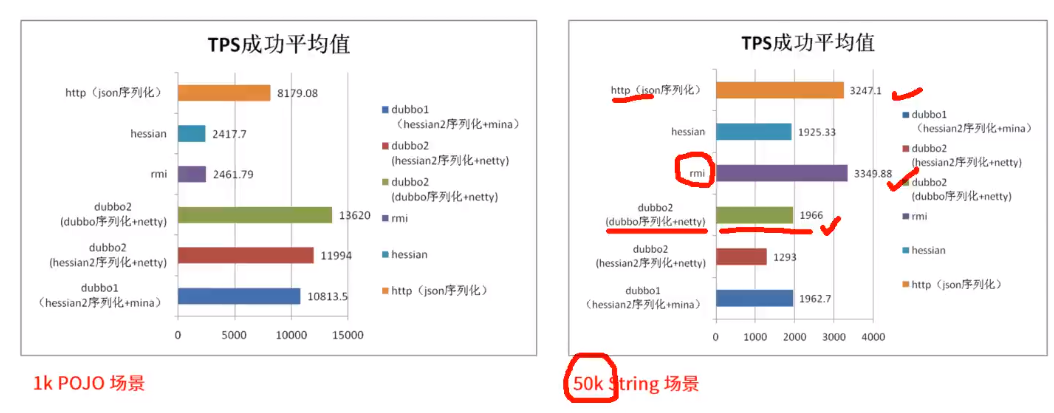 TPS成功平均值
http（json序列化） 8179.08
hessian 2417.7
rmi 2461.79
dubbo2
(dubbo序列化+netty) 13620
dubbo2
(hessian2序列化+netty) 11994
dubbo1
（hessian2序列化+mina） 10813.5
0 5000 10000 15000
dubbo1
（hessian2序列化+mina）
dubbo2
(hessian2序列化+netty)
dubbo2
(dubbo序列化+netty)
rmi
hessian
http（json序列化）
1k POJO 场景
TPS成功平均值
http（json序列化） 3247.1
hessian 1925.33
rmi 3349.88
dubbo2
(dubbo序列化+netty) 1966
dubbo2
(hessian2序列化+netty) 1293
dubbo1
（hessian2序列化+mina） 1962.7
0 1000 2000 3000 4000
dubbo1
（hessian2序列化+mina）
dubbo2
(hessian2序列化+netty)
dubbo2
(dubbo序列化+netty)
rmi
hessian
http（json序列化）
50k String 场景